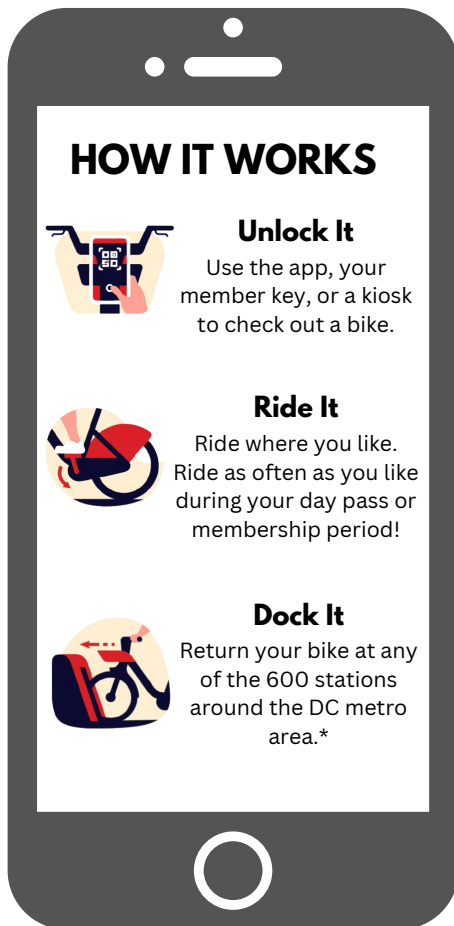 HOW IT WORKS
Unlock It
Use the app, your
member key, or a kiosk
to check out a bike.
Ride It
Ride where you like.
Ride as often as you like
during your day pass or
membership period!
Dock It
Return your bike at any
of the 600 stations
around the DC metro
area.*